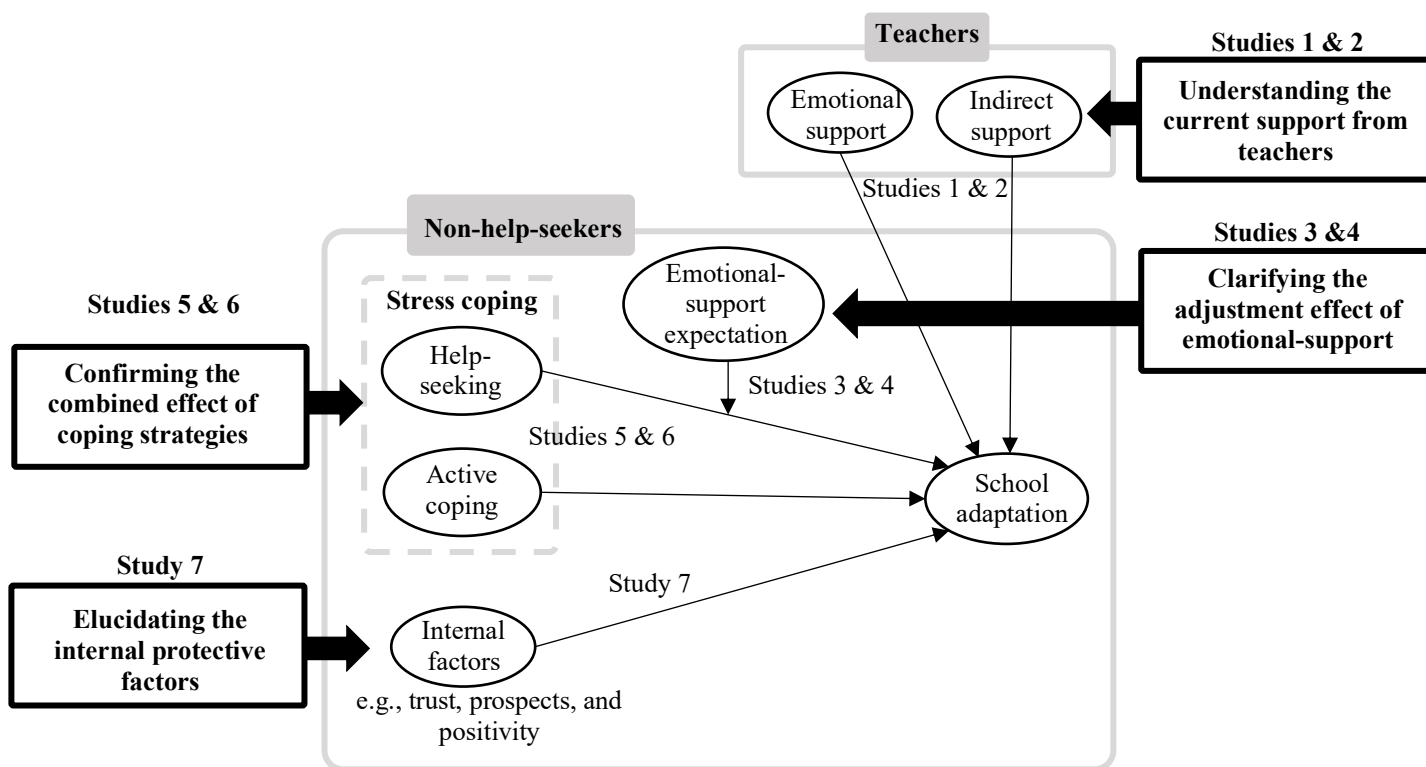 Teachers
Emotional
support
Indirect
support
Studies 1 & 2
Studies 1 & 2
Understanding the
current support from
teachers
Non-help-seekers
Emotional-
support
expectation
Studies 3 & 4
Studies 3 &4
Clarifying the
adjustment effect of
emotional-support
Studies 5 & 6
Confirming the
combined effect of
coping strategies
Stress coping
Help-
seeking
Active
coping
Studies 5 & 6
School
adaptation
Study 7
Elucidating the
internal protective
factors
Internal
factors
e.g., trust, prospects, and
positivity
Study 7